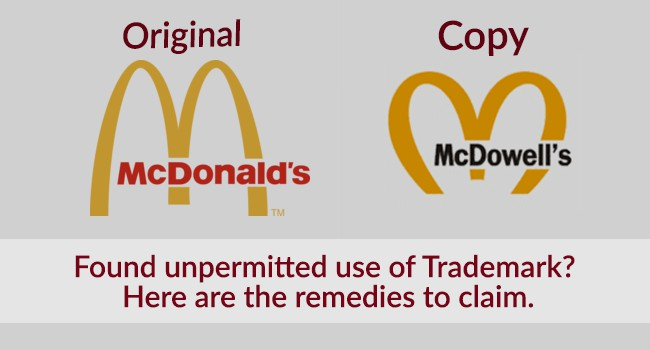 Original
Copy
McDonald's
TM
McDowell's
Found unpermitted use of Trademark?
Here are the remedies to claim.